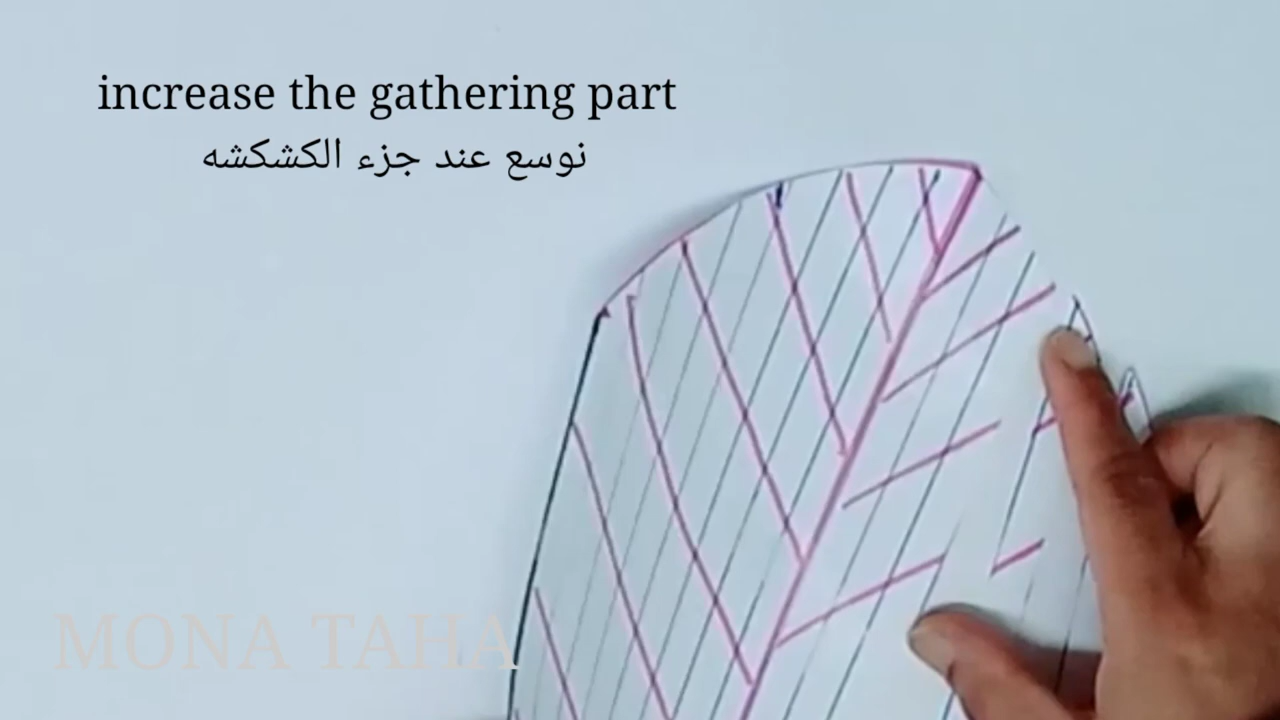 increase the gathering part
نوسع عند جزء الكشكشه
MONA TAHA